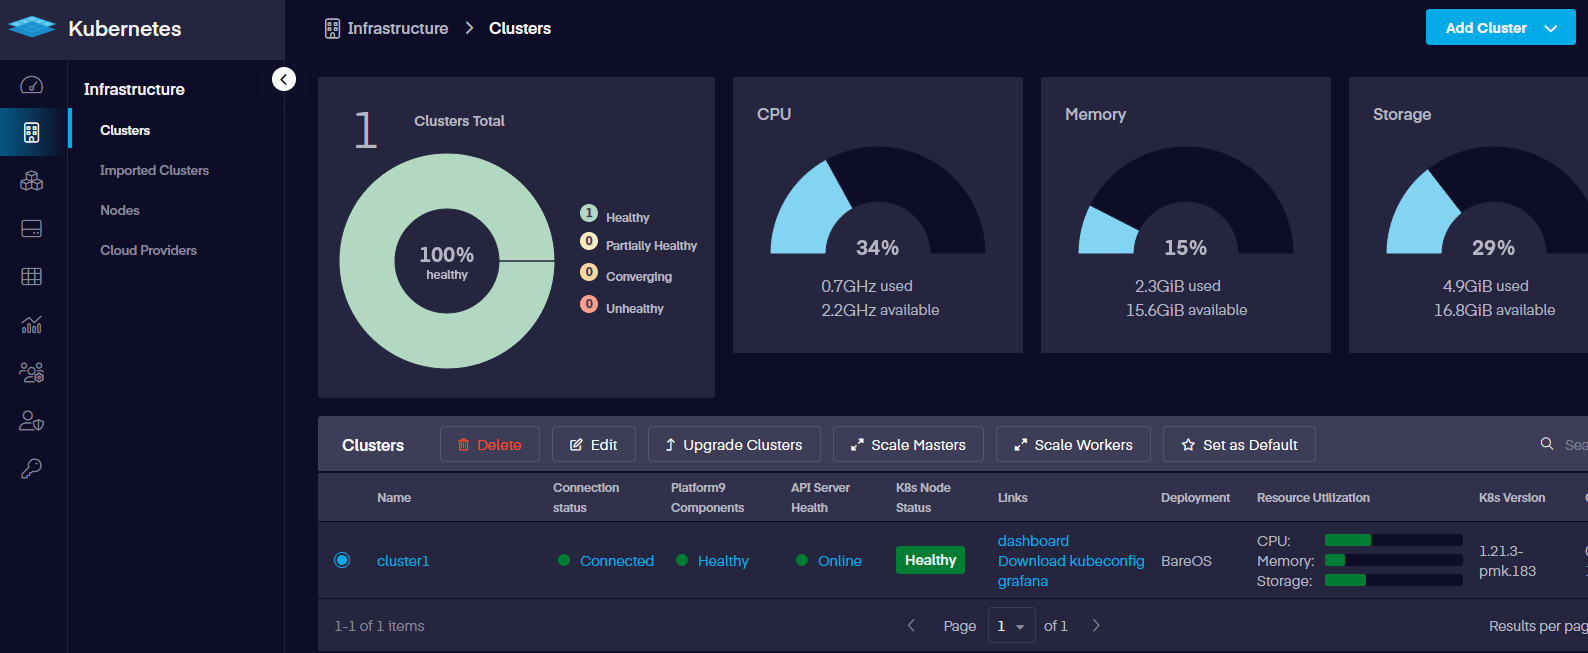 Kubernetes
Infrastructure
Clusters
Imported Clusters
Nodes
Cloud Providers
Infrastructure > Clusters
Add Cluster
1
Clusters Total
100%
healthy
1 Healthy
0 Partially Healthy
0 Converging
0 Unhealthy
CPU
34%
0.7GHz used
2.2GHz available
Memory
15%
2.3GiB used
15.6GiB available
Storage
29%
4.9GiB used
16.8GiB available
Clusters
Delete
Edit
Upgrade Clusters
Scale Masters
Scale Workers
Set as Default
Name
Connection
status
Platform9
Components
API Server
Health
K8s Node
Status
Links
Deployment
Resource Utilization
K8s Version
cluster1
Connected
Healthy
Online
Healthy
dashboard
Download kubeconfig
grafana
BareOS
CPU:
Memory:
Storage:
1.21.3-
pmk.183
1-1 of 1 items
Page 1 of 1
Results per